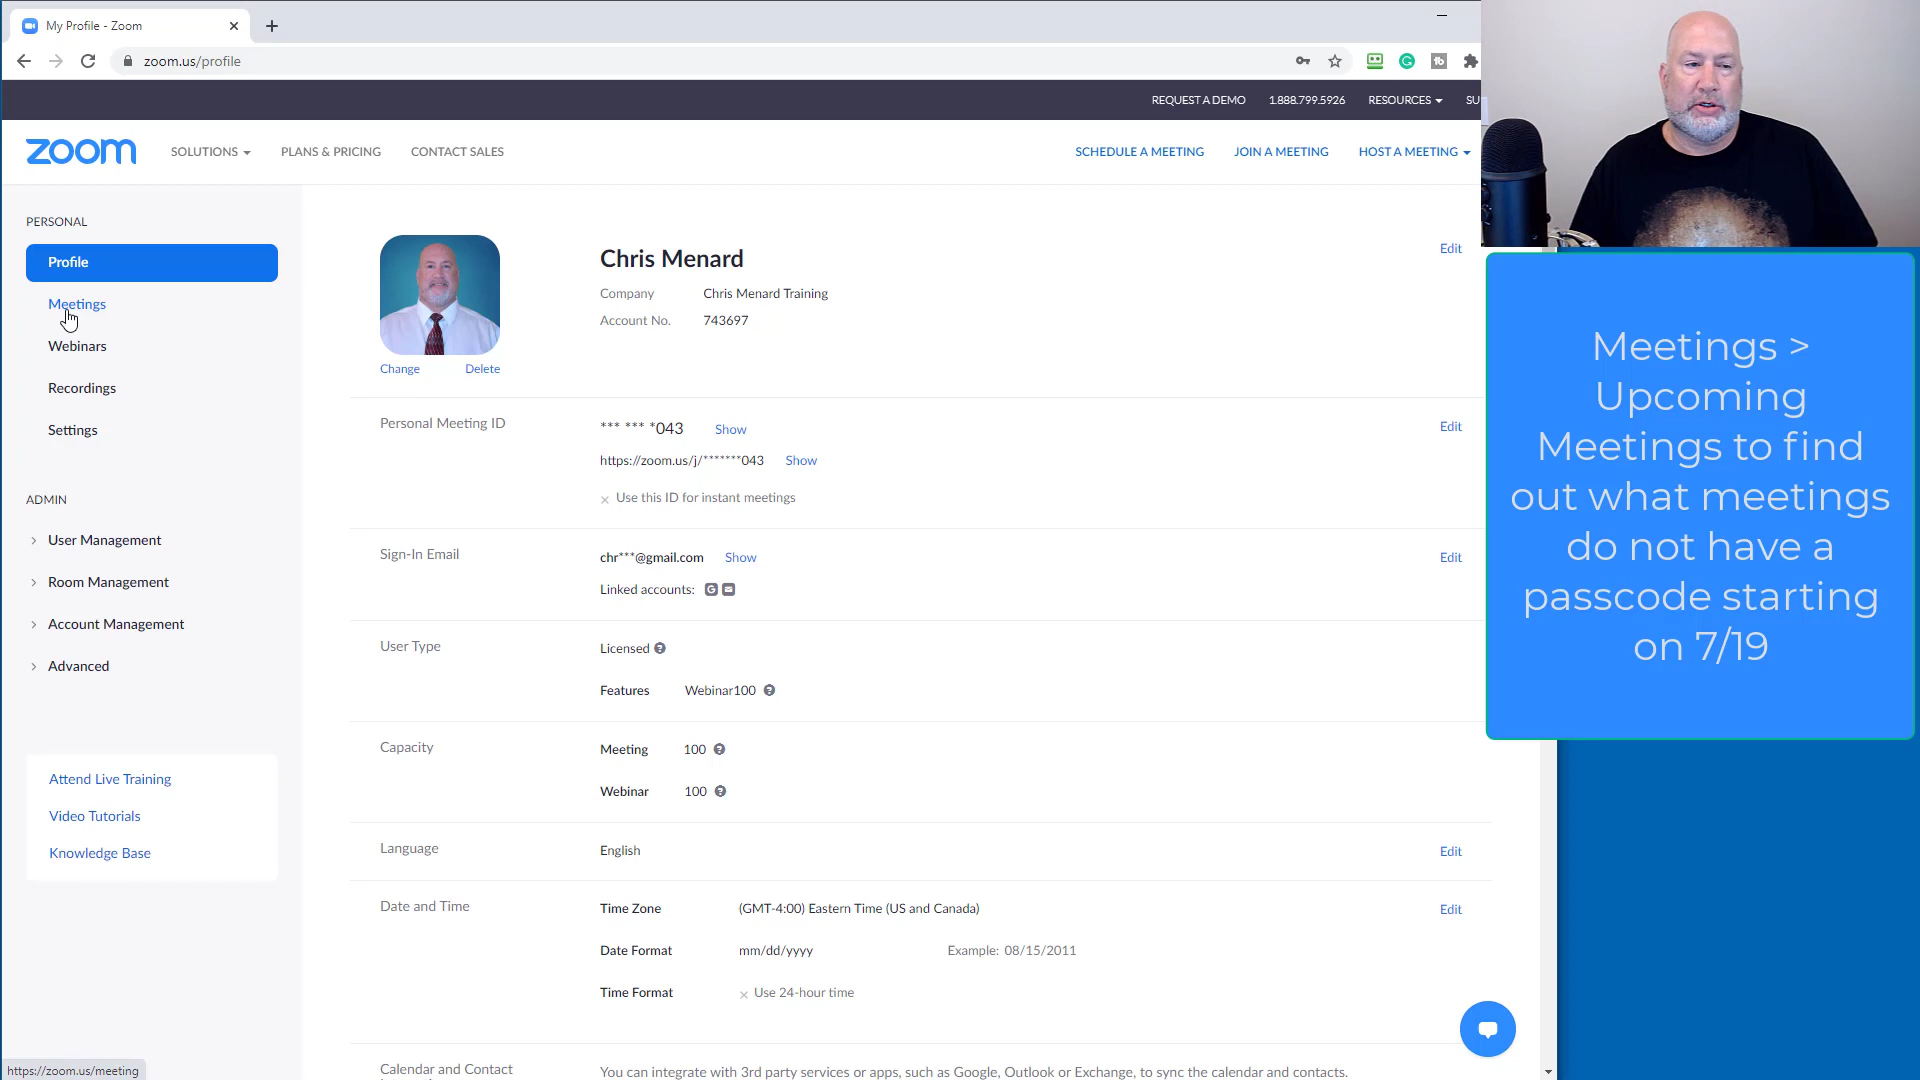 My Profile - Zoom
zoom.us/profile
REQUEST A DEMO 1.888.799.5926 RESOURCES SU
zoom SOLUTIONS PLANS & PRICING CONTACT SALES SCHEDULE A MEETING JOIN A MEETING HOST A MEETING
PERSONAL
Profile
Meetings
Webinars
Recordings
Settings
ADMIN
User Management
Room Management
Account Management
Advanced
Attend Live Training
Video Tutorials
Knowledge Base
Change Delete
Chris Menard Edit
Company Chris Menard Training
Account No. 743697
Personal Meeting ID *** *** *043 Show Edit
https://zoom.us/j/*******043 Show
Use this ID for instant meetings
Sign-In Email chr***@gmail.com Show Edit
Linked accounts:
User Type Licensed
Features Webinar100
Capacity Meeting 100
Webinar 100
Language English Edit
Date and Time Time Zone (GMT-4:00) Eastern Time (US and Canada) Edit
Date Format mm/dd/yyyy Example: 08/15/2011
Time Format Use 24-hour time
Calendar and Contact You can integrate with 3rd party services or apps, such as Google, Outlook or Exchange, to sync the calendar and contacts.
https://zoom.us/meeting
Meetings >
Upcoming
Meetings to find
out what meetings
do not have a
passcode starting
on 7/19